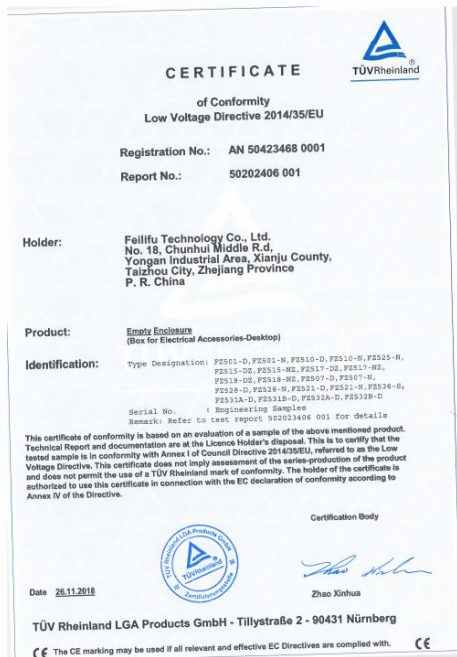 TÜVRheinland®
CERTIFICATE
of Conformity
Low Voltage Directive 2014/35/EU
Registration No.: AN 50423468 0001
Report No.: 50202406 001
Holder: Feilifu Technology Co., Ltd.
No. 18, Chunhui Middle R.d,
Yongan Industrial Area, Xianju County,
Taizhou City, Zhejiang Province
P. R. China
Product: Empty Enclosure
(Box for Electrical Accessories-Desktop)
Identification: Type Designation: FZ501-D,FZ501-N,FZ510-D,FZ510-N,FZ525-N,
FZ515-DZ,FZ515-NZ,FZ517-DZ,FZ517-NZ,
FZ518-DZ,FZ518-NZ,FZ507-D,FZ507-N,
FZ528-D,FZ528-N,FZ521-D,FZ521-N,FZ536-S,
FZ531A-D,FZ531B-D,FZ532A-D,FZ532B-D
Serial No. : Engineering Samples
Remark: Refer to test report 502023406 001 for details
This certificate of conformity is based on an evaluation of a sample of the above mentioned product.
Technical Report and documentation are at the Licence Holder's disposal. This is to certify that the
tested sample is in conformity with Annex I of Council Directive 2014/35/EU, referred to as the Low
Voltage Directive. This certificate does not imply assessment of the series-production of the product
and does not permit the use of a TÜV Rheinland mark of conformity. The holder of the certificate is
authorized to use this certificate in connection with the EC declaration of conformity according to
Annex IV of the Directive.
Certification Body
TÜV Rheinland LGA Products GmbH
TÜVRheinland
Zertifizierungsstelle
Date 26.11.2018
Zhao Xinhua
TÜV Rheinland LGA Products GmbH - Tillystraße 2 - 90431 Nürnberg
CE The CE marking may be used if all relevant and effective EC Directives are complied with. CE